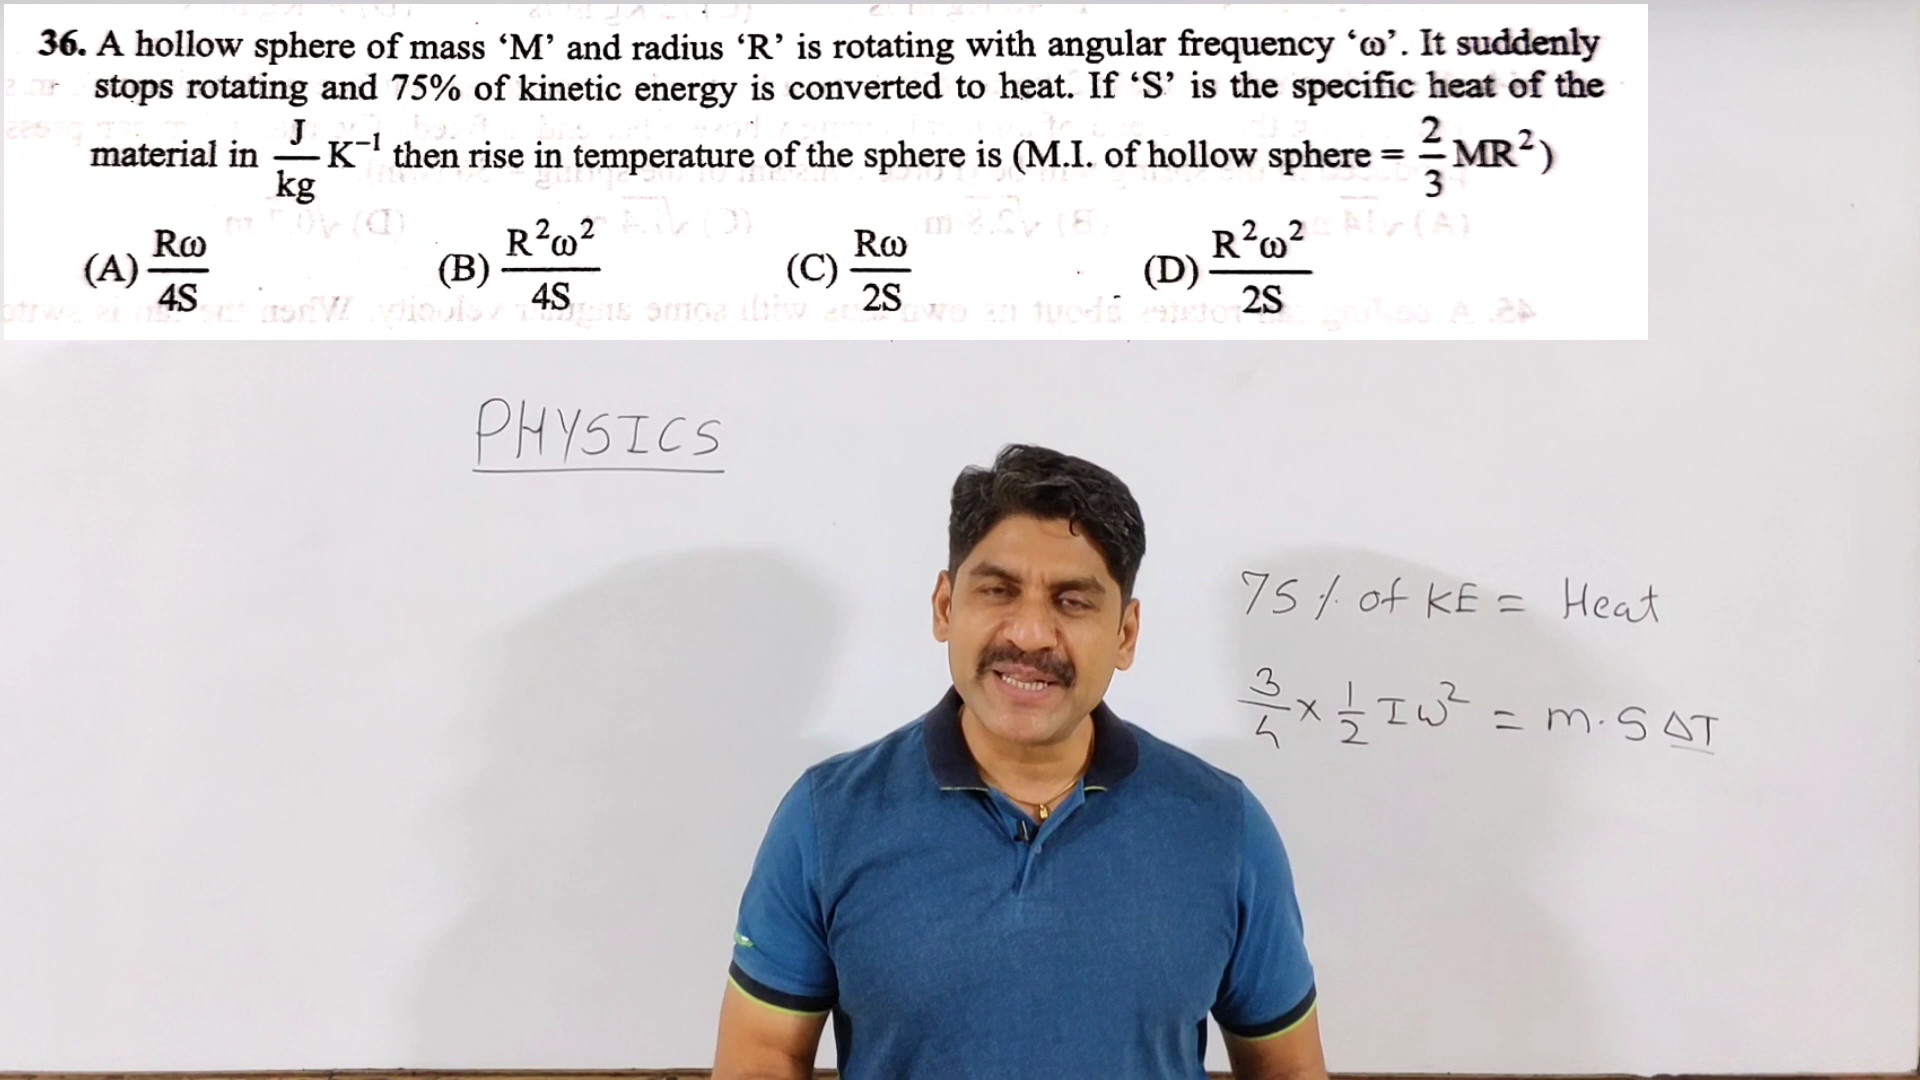 36. A hollow sphere of mass ‘M’ and radius ‘R’ is rotating with angular frequency ‘ω’. It suddenly
stops rotating and 75% of kinetic energy is converted to heat. If ‘S’ is the specific heat of the
material in J/kg K⁻¹ then rise in temperature of the sphere is (M.I. of hollow sphere = 2/3 MR²)
(A) Rω/4S (B) R²ω²/4S (C) Rω/2S (D) R²ω²/2S
PHYSICS
75% of KE = Heat
3/4 × 1/2 Iω² = m.SΔT